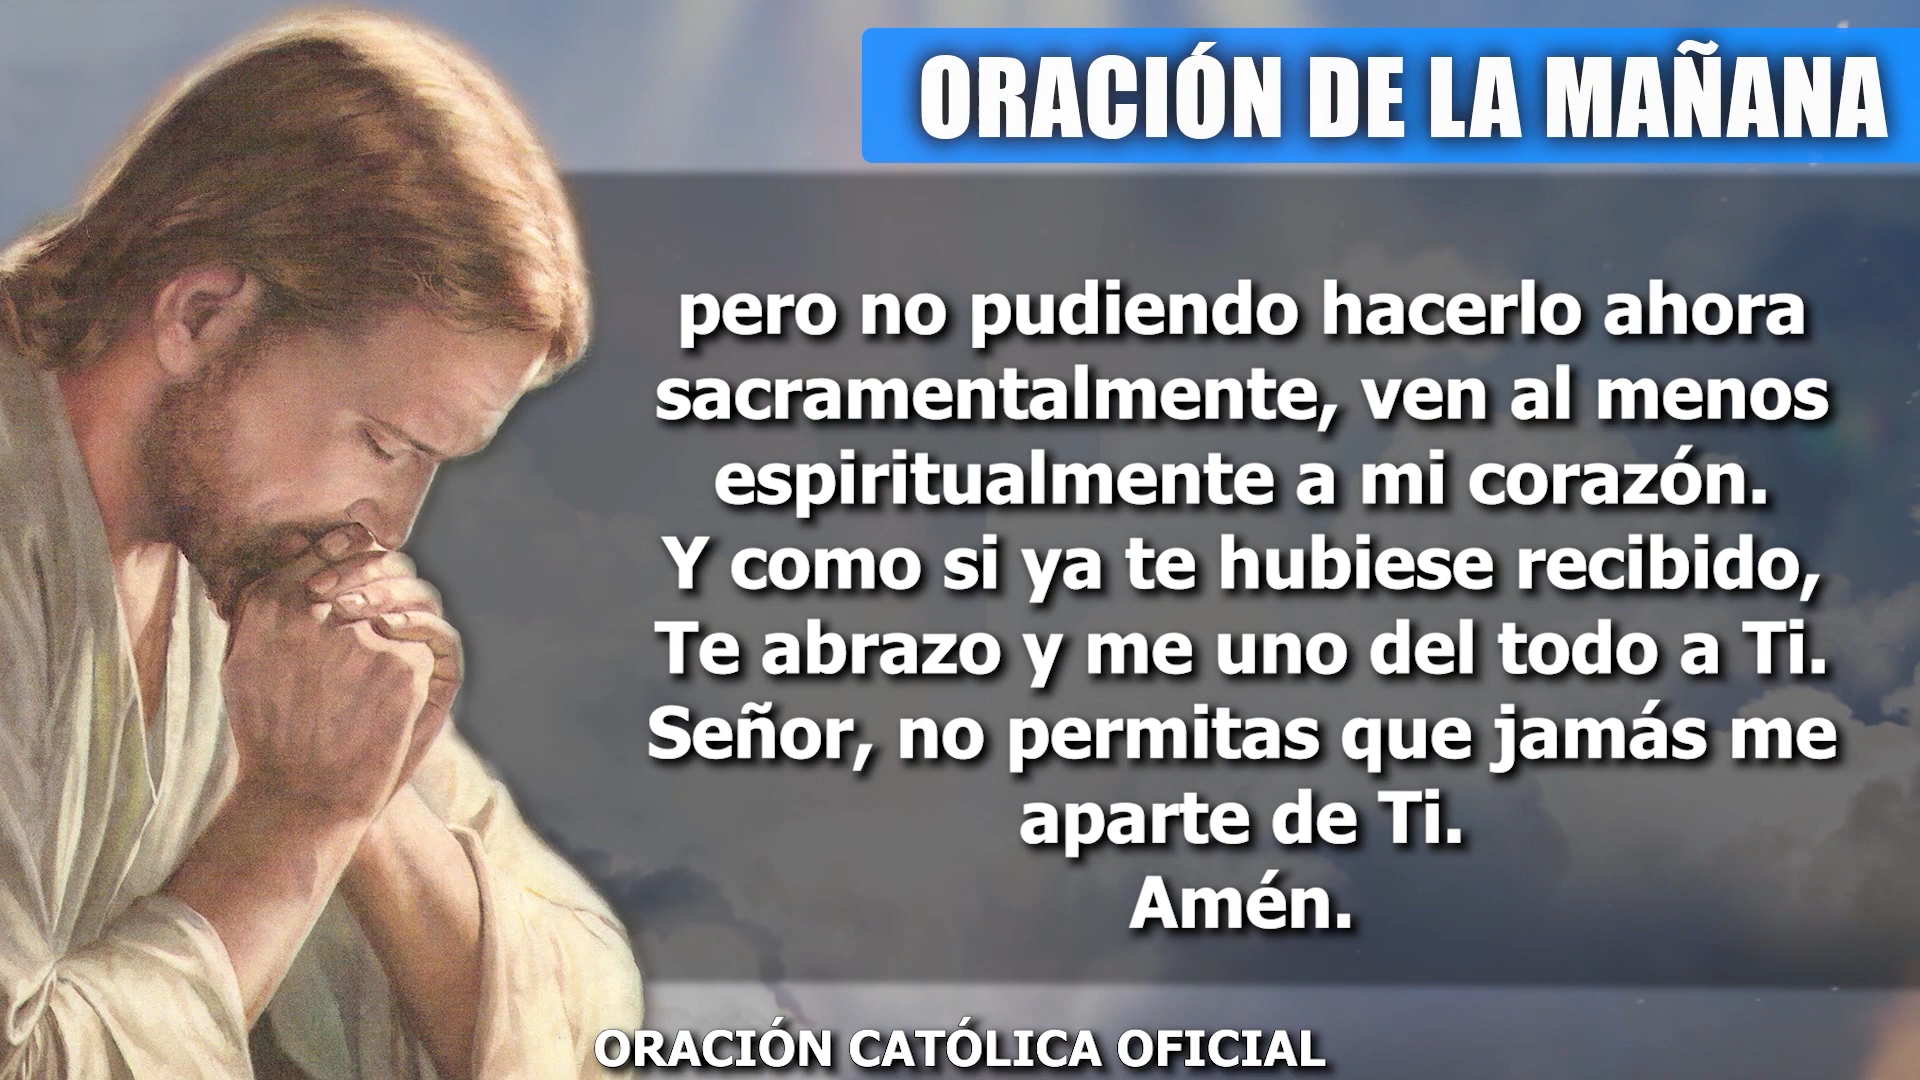 ORACIÓN DE LA MAÑANA
pero no pudiendo hacerlo ahora
sacramentalmente, ven al menos
espiritualmente a mi corazón.
Y como si ya te hubiese recibido,
Te abrazo y me uno del todo a Ti.
Señor, no permitas que jamás me
aparte de Ti.
Amén.
ORACIÓN CATÓLICA OFICIAL